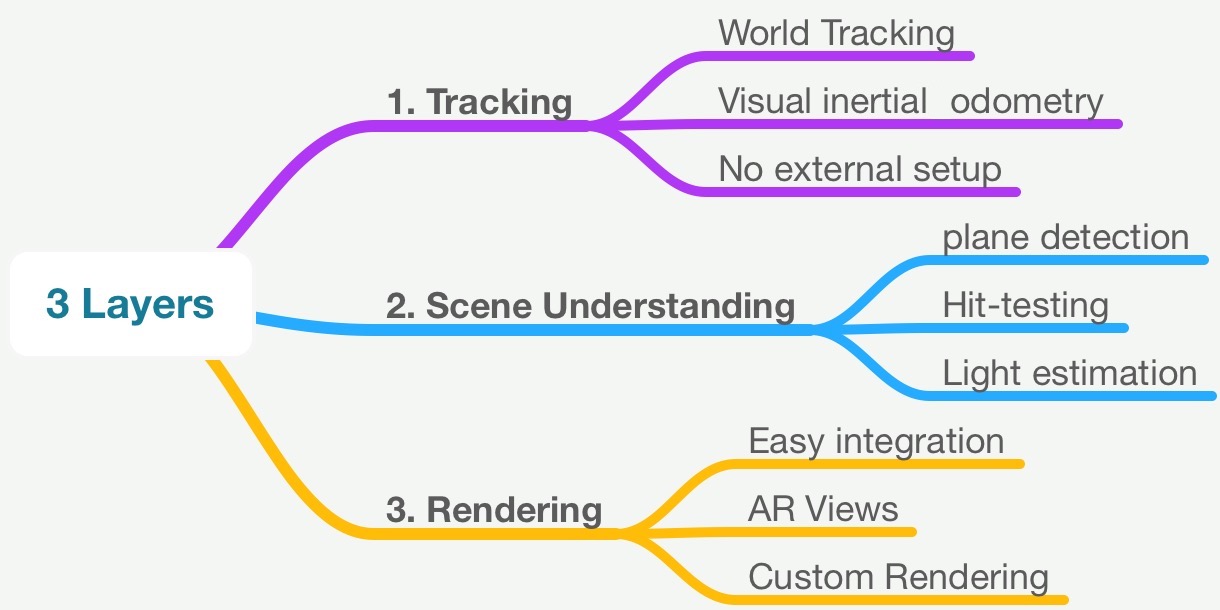 3 Layers
1. Tracking
World Tracking
Visual inertial  odometry
No external setup
2. Scene Understanding
plane detection
Hit-testing
Light estimation
3. Rendering
Easy integration
AR Views
Custom Rendering